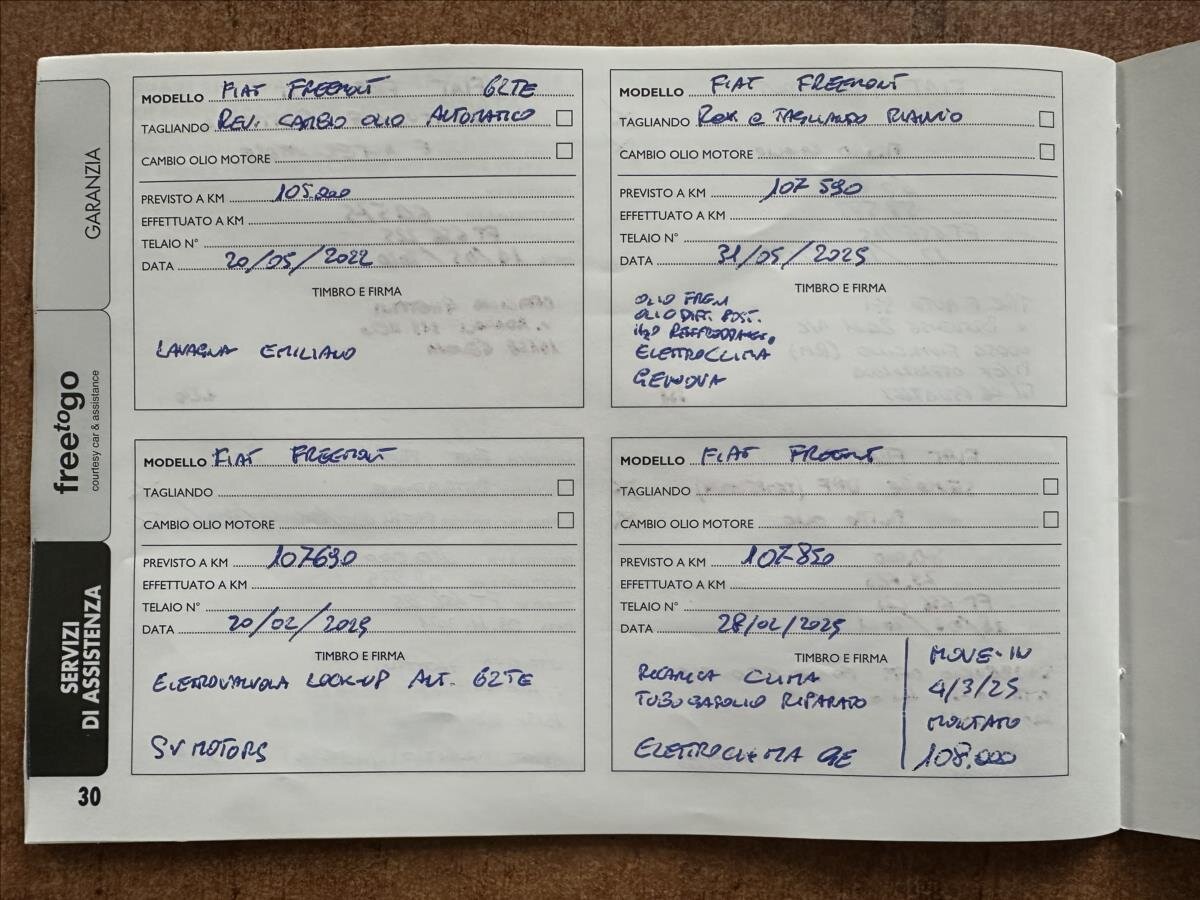 GARANZIA
freetogo
courtesy car & assistance
SERVIZI
DI ASSISTENZA
30
MODELLO FIAT FREEMONT 62TE
TAGLIANDO REV. CAMBIO OLIO AUTOMATICO
CAMBIO OLIO MOTORE
PREVISTO A KM 105.000
EFFETTUATO A KM
TELAIO N°
DATA 20/05/2022
TIMBRO E FIRMA
LAVAGNA EMILIANO
MODELLO FIAT FREEMONT
TAGLIANDO TAGLIANDO
CAMBIO OLIO MOTORE
PREVISTO A KM 107 590
EFFETTUATO A KM
TELAIO N°
DATA 31/05/2025
TIMBRO E FIRMA
OLIO FRENI
OLIO DIFF. POST.
H2O
ELETTROCLIMA
GENOVA
MODELLO FIAT FREEMONT
TAGLIANDO
CAMBIO OLIO MOTORE
PREVISTO A KM 107690
EFFETTUATO A KM
TELAIO N°
DATA 20/02/2025
TIMBRO E FIRMA
ELETTROVALVOLA LOCK-UP AUT. 62TE
SV MOTORS
MODELLO FIAT FREEMONT
TAGLIANDO
CAMBIO OLIO MOTORE
PREVISTO A KM 107.850
EFFETTUATO A KM
TELAIO N°
DATA 28/02/2025
TIMBRO E FIRMA
RICARICA CLIMA
TUBO GASOLIO RIPARATO
ELETTROCLIMA GE
MOVE-IN
4/3/25
MONTATO
108.000